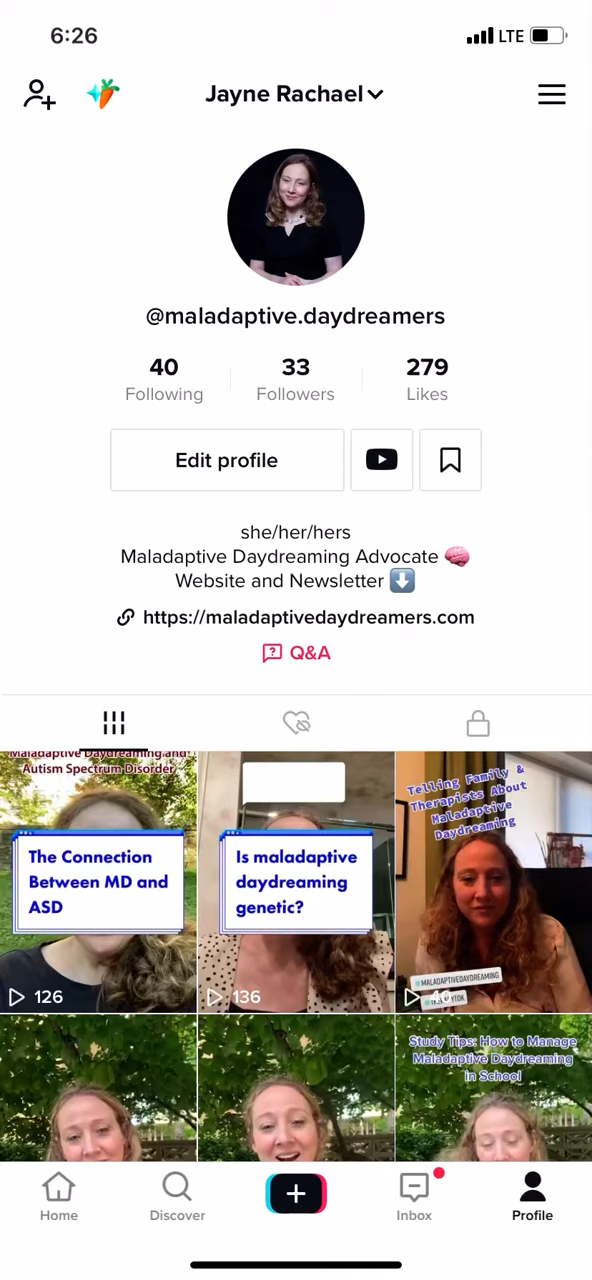 6:26
LTE
Jayne Rachael
@maladaptive.daydreamers
40
33
279
Following
Followers
Likes
Edit profile
she/her/hers
Maladaptive Daydreaming Advocate 🧠
Website and Newsletter ⬇️
https://maladaptivedaydreamers.com
Q&A
Maladaptive Daydreaming and
Autism Spectrum Disorder
The Connection
Between MD and
ASD
126
Is maladaptive
daydreaming
genetic?
136
Telling Family &
Therapists About
Maladaptive
Daydreaming
#MALADAPTIVEDAYDREAMING
Study Tips: How to Manage
Maladaptive Daydreaming
in School
Home
Discover
Inbox
Profile